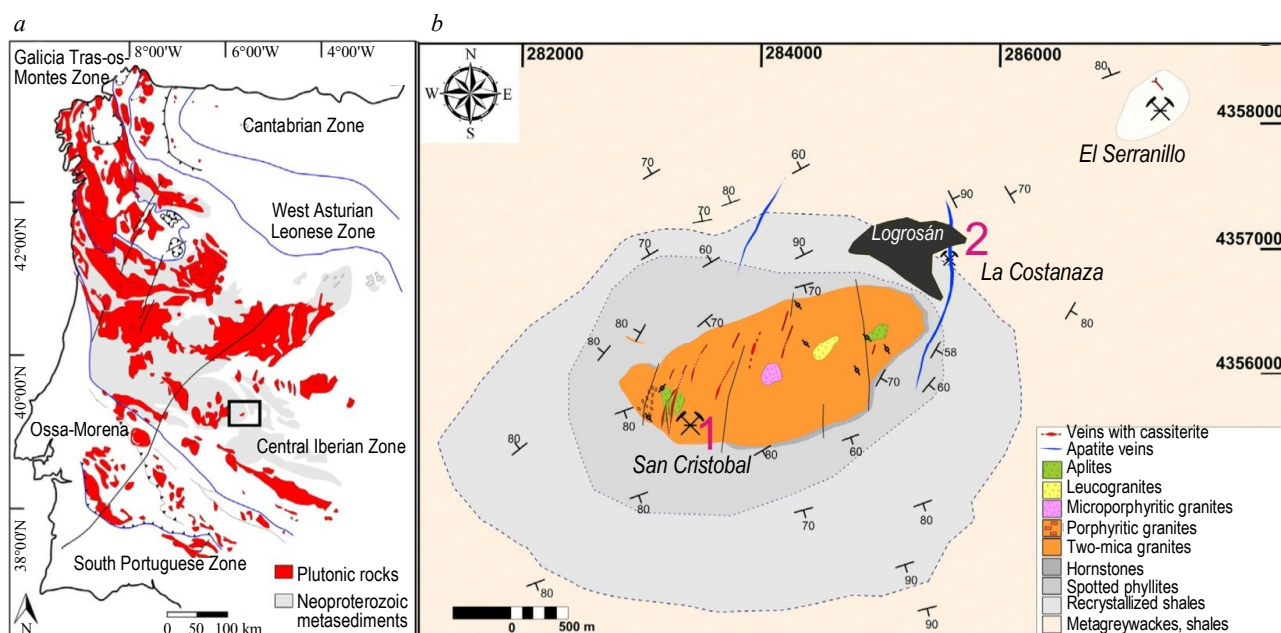 a
8°00'W 6°00'W 4°00'W
Galicia Tras-os-
Montes Zone
Cantabrian Zone
West Asturian
Leonese Zone
42°00'N
40°00'N
Ossa-Morena
Central Iberian Zone
38°00'N
South Portuguese Zone
Plutonic rocks
Neoproterozoic
metasediments
N
0 50 100 km
b
282000 284000 286000
N
W E
S
80
4358000
El Serranillo
70
60
80
70
90
70
70
60
90
Logrosán
2
4357000
La Costanaza
70
80
80
70
80
58
4356000
70
60
80
1
80
San Cristobal
80
60
80
70
80
90
80
90
0 500 m
Veins with cassiterite
Apatite veins
Aplites
Leucogranites
Microporphyritic granites
Porphyritic granites
Two-mica granites
Hornstones
Spotted phyllites
Recrystallized shales
Metagreywackes, shales